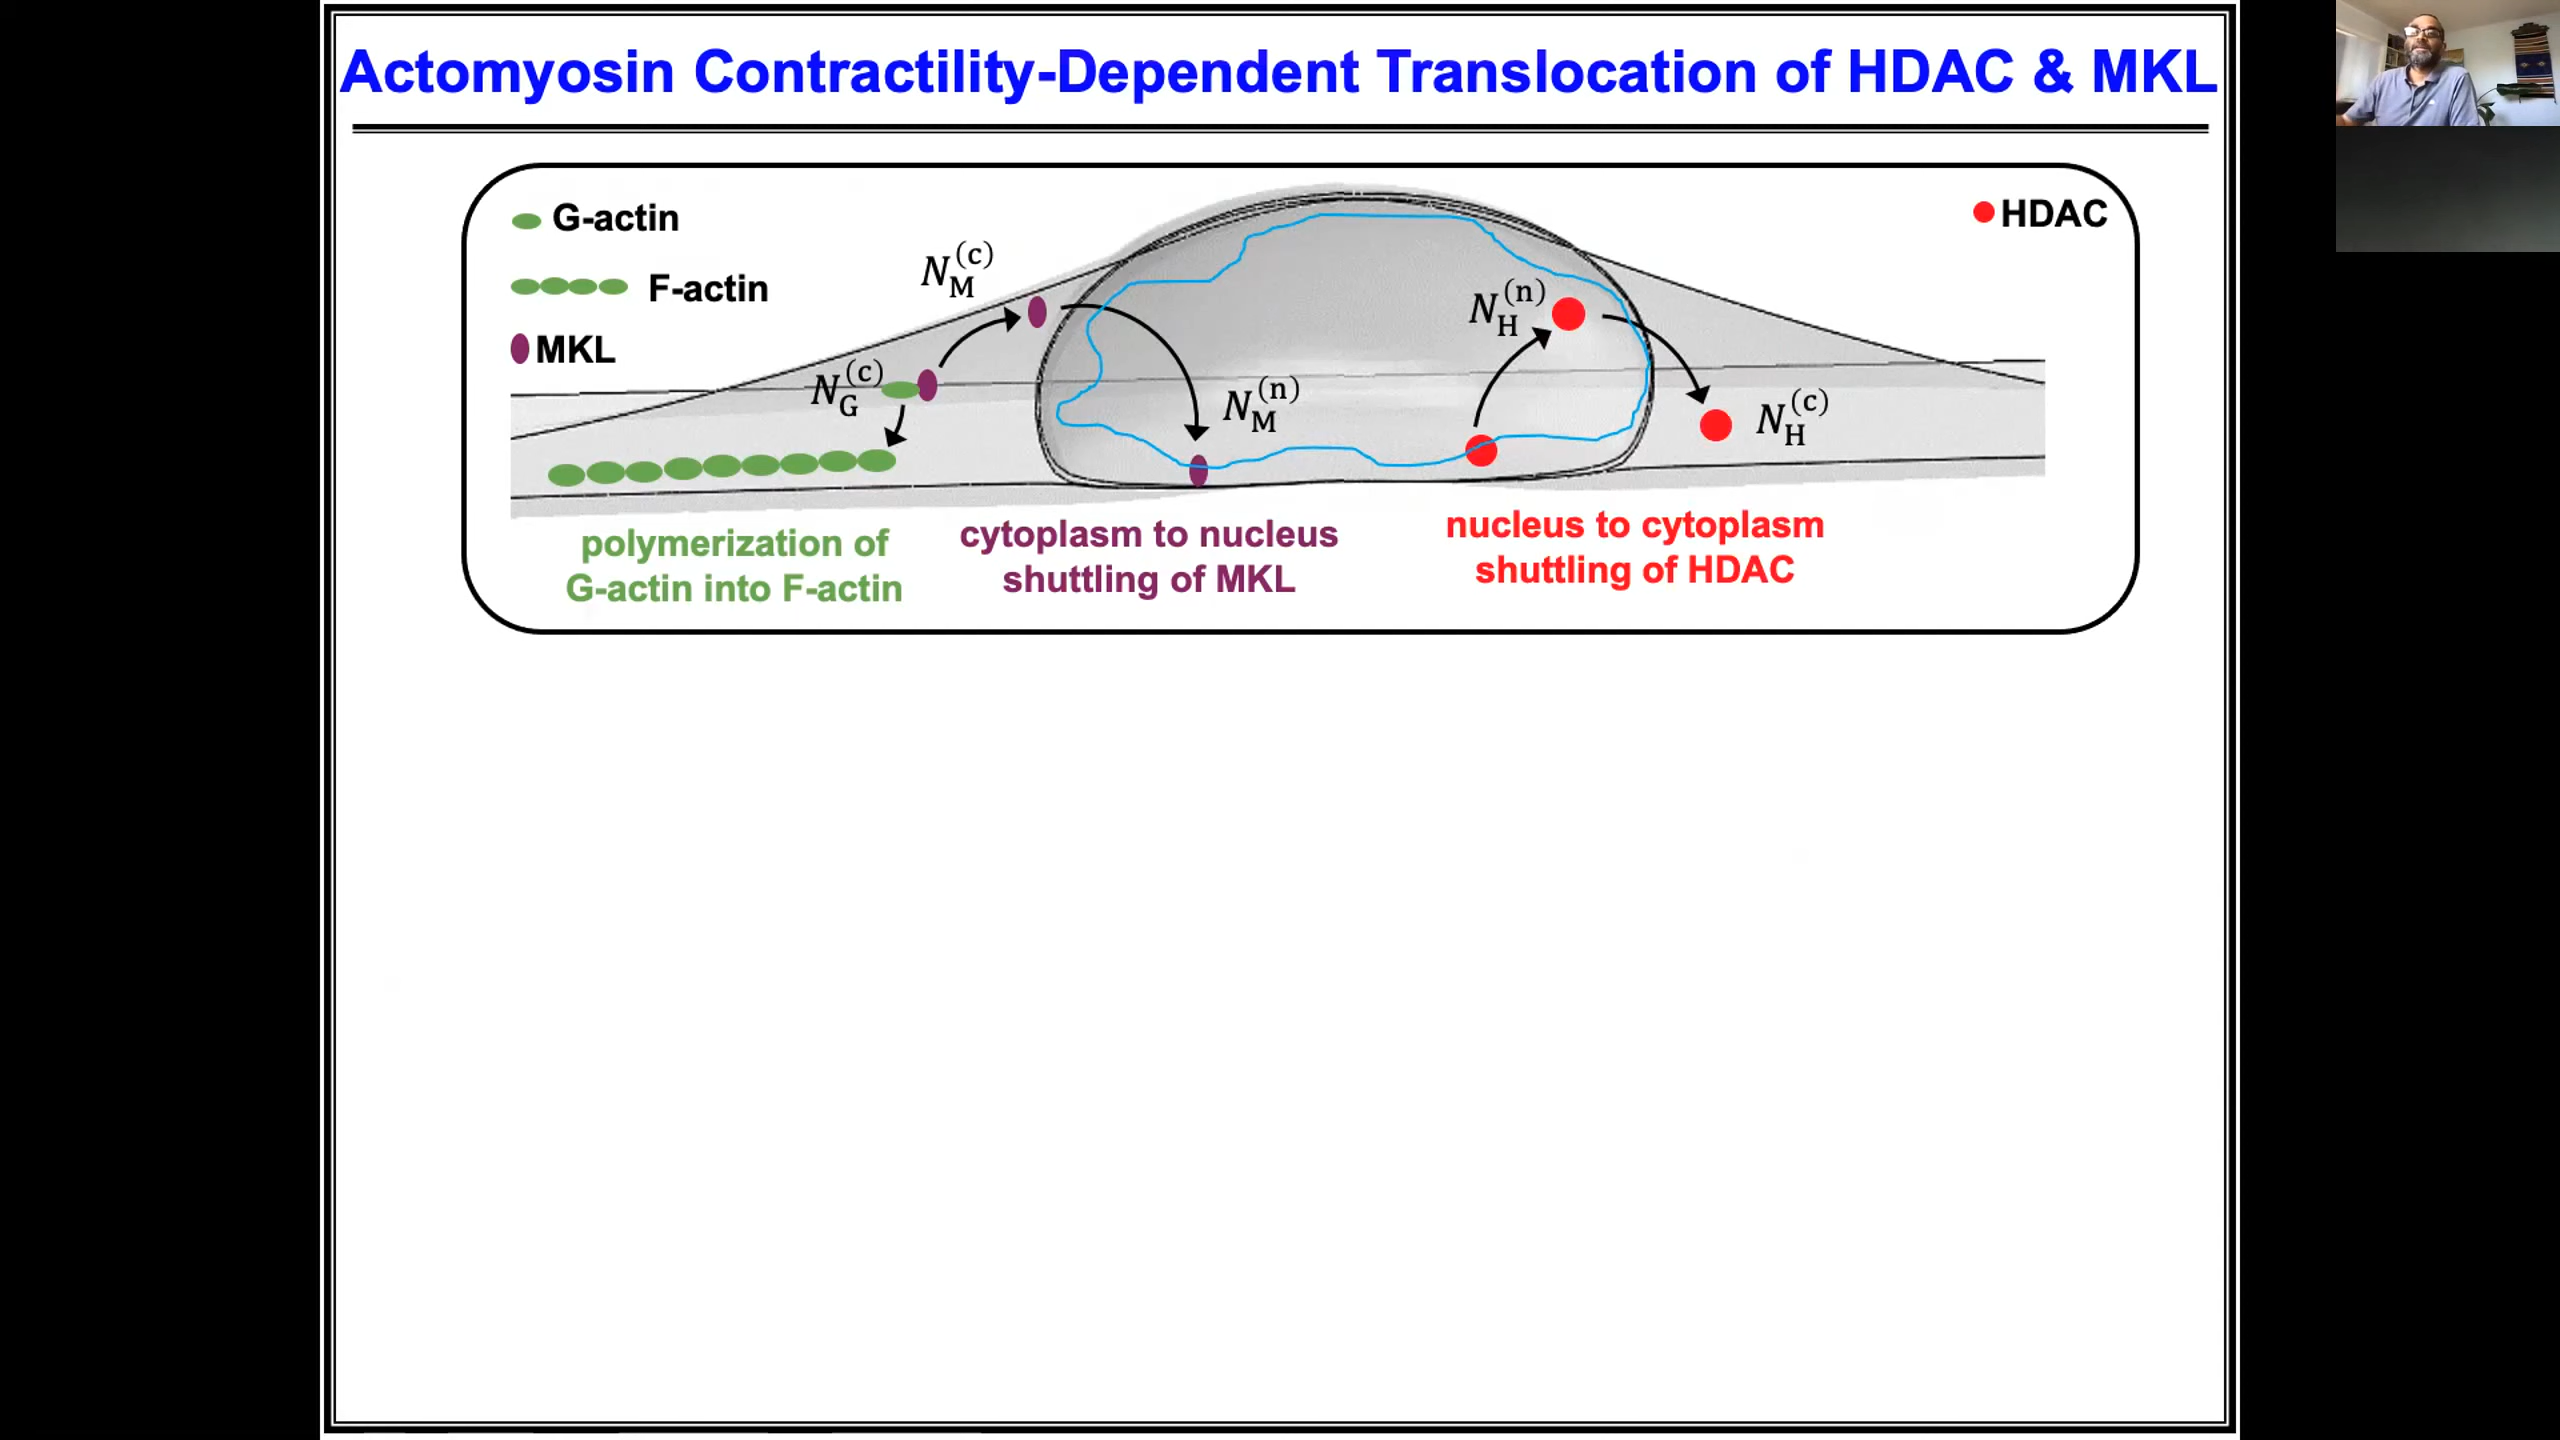 Actomyosin Contractility-Dependent Translocation of HDAC & MKL
G-actin
F-actin
MKL
HDAC
N_M^(c)
N_G^(c)
N_M^(n)
N_H^(n)
N_H^(c)
polymerization of
G-actin into F-actin
cytoplasm to nucleus
shuttling of MKL
nucleus to cytoplasm
shuttling of HDAC